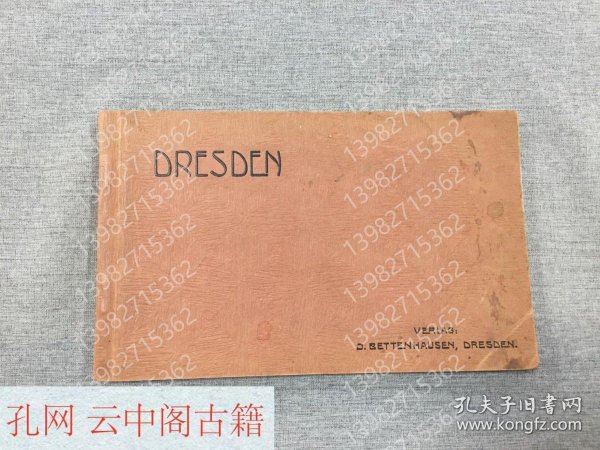 DRESDEN
VERLAG:
D. BETTENHAUSEN, DRESDEN.
13982715362
孔网 云中阁古籍
孔夫子旧书网
www.kongfz.com